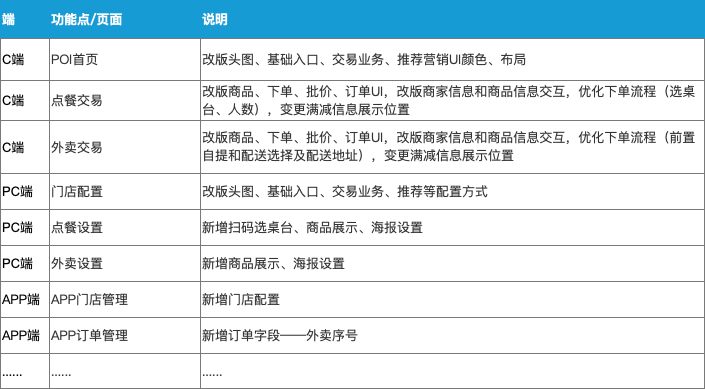 端 功能点/页面 说明
C端 POI首页 改版头图、基础入口、交易业务、推荐营销UI颜色、布局
C端 点餐交易 改版商品、下单、批价、订单UI，改版商家信息和商品信息交互，优化下单流程（选桌
台、人数），变更满减信息展示位置
C端 外卖交易 改版商品、下单、批价、订单UI，改版商家信息和商品信息交互，优化下单流程（前置
自提和配送选择及配送地址），变更满减信息展示位置
PC端 门店配置 改版头图、基础入口、交易业务、推荐等配置方式
PC端 点餐设置 新增扫码选桌台、商品展示、海报设置
PC端 外卖设置 新增商品展示、海报设置
APP端 APP门店管理 新增门店配置
APP端 APP订单管理 新增订单字段——外卖序号
...... ...... ......